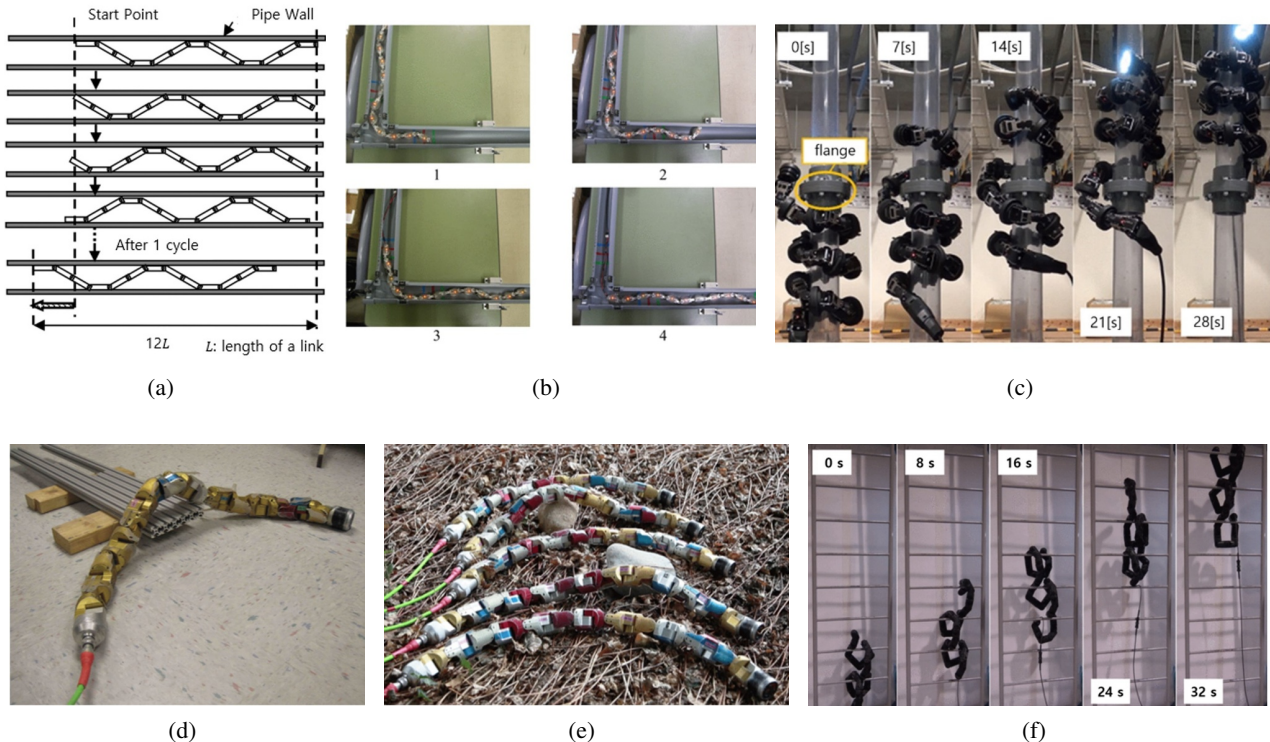 Start Point
Pipe Wall
After 1 cycle
12L
L: length of a link
(a)
1
2
3
4
(b)
0[s]
7[s]
14[s]
flange
21[s]
28[s]
(c)
(d)
(e)
0 s
8 s
16 s
24 s
32 s
(f)